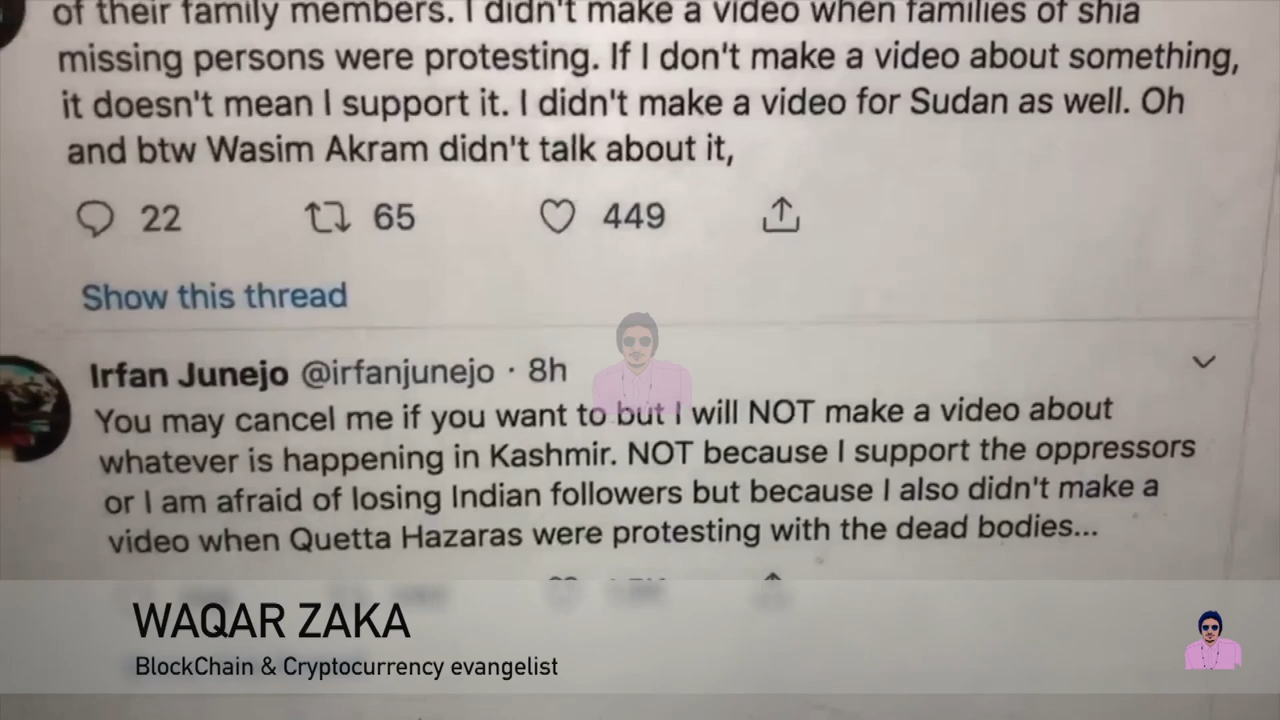 of their family members. I didn't make a video when families of shia
missing persons were protesting. If I don't make a video about something,
it doesn't mean I support it. I didn't make a video for Sudan as well. Oh
and btw Wasim Akram didn't talk about it,
22 65 449
Show this thread
Irfan Junejo @irfanjunejo · 8h
You may cancel me if you want to but I will NOT make a video about
whatever is happening in Kashmir. NOT because I support the oppressors
or I am afraid of losing Indian followers but because I also didn't make a
video when Quetta Hazaras were protesting with the dead bodies...
WAQAR ZAKA
BlockChain & Cryptocurrency evangelist